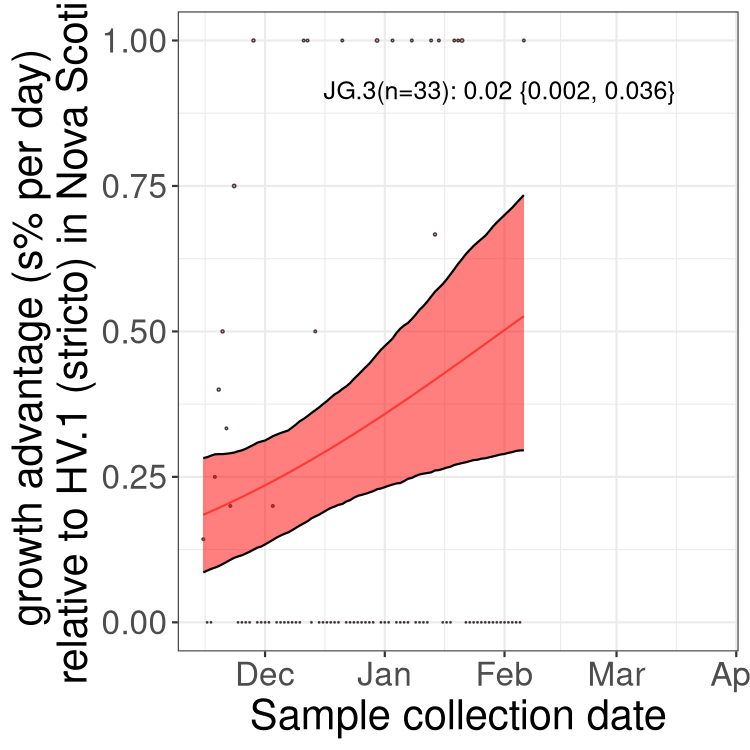 growth advantage (s% per day)
relative to HV.1 (stricto) in Nova Scoti
1.00
0.75
0.50
0.25
0.00
JG.3(n=33): 0.02 {0.002, 0.036}
Dec Jan Feb Mar Ap
Sample collection date